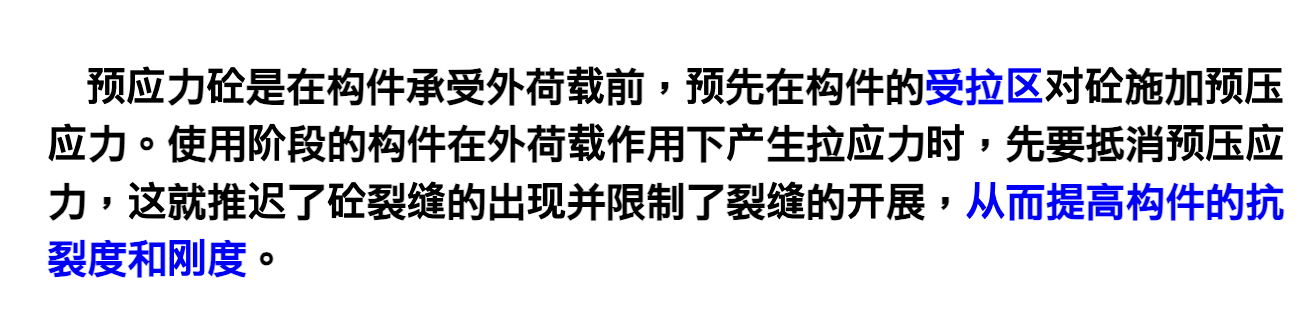 预应力砼是在构件承受外荷载前，预先在构件的受拉区对砼施加预压
应力。使用阶段的构件在外荷载作用下产生拉应力时，先要抵消预压应
力，这就推迟了砼裂缝的出现并限制了裂缝的开展，从而提高构件的抗
裂度和刚度。